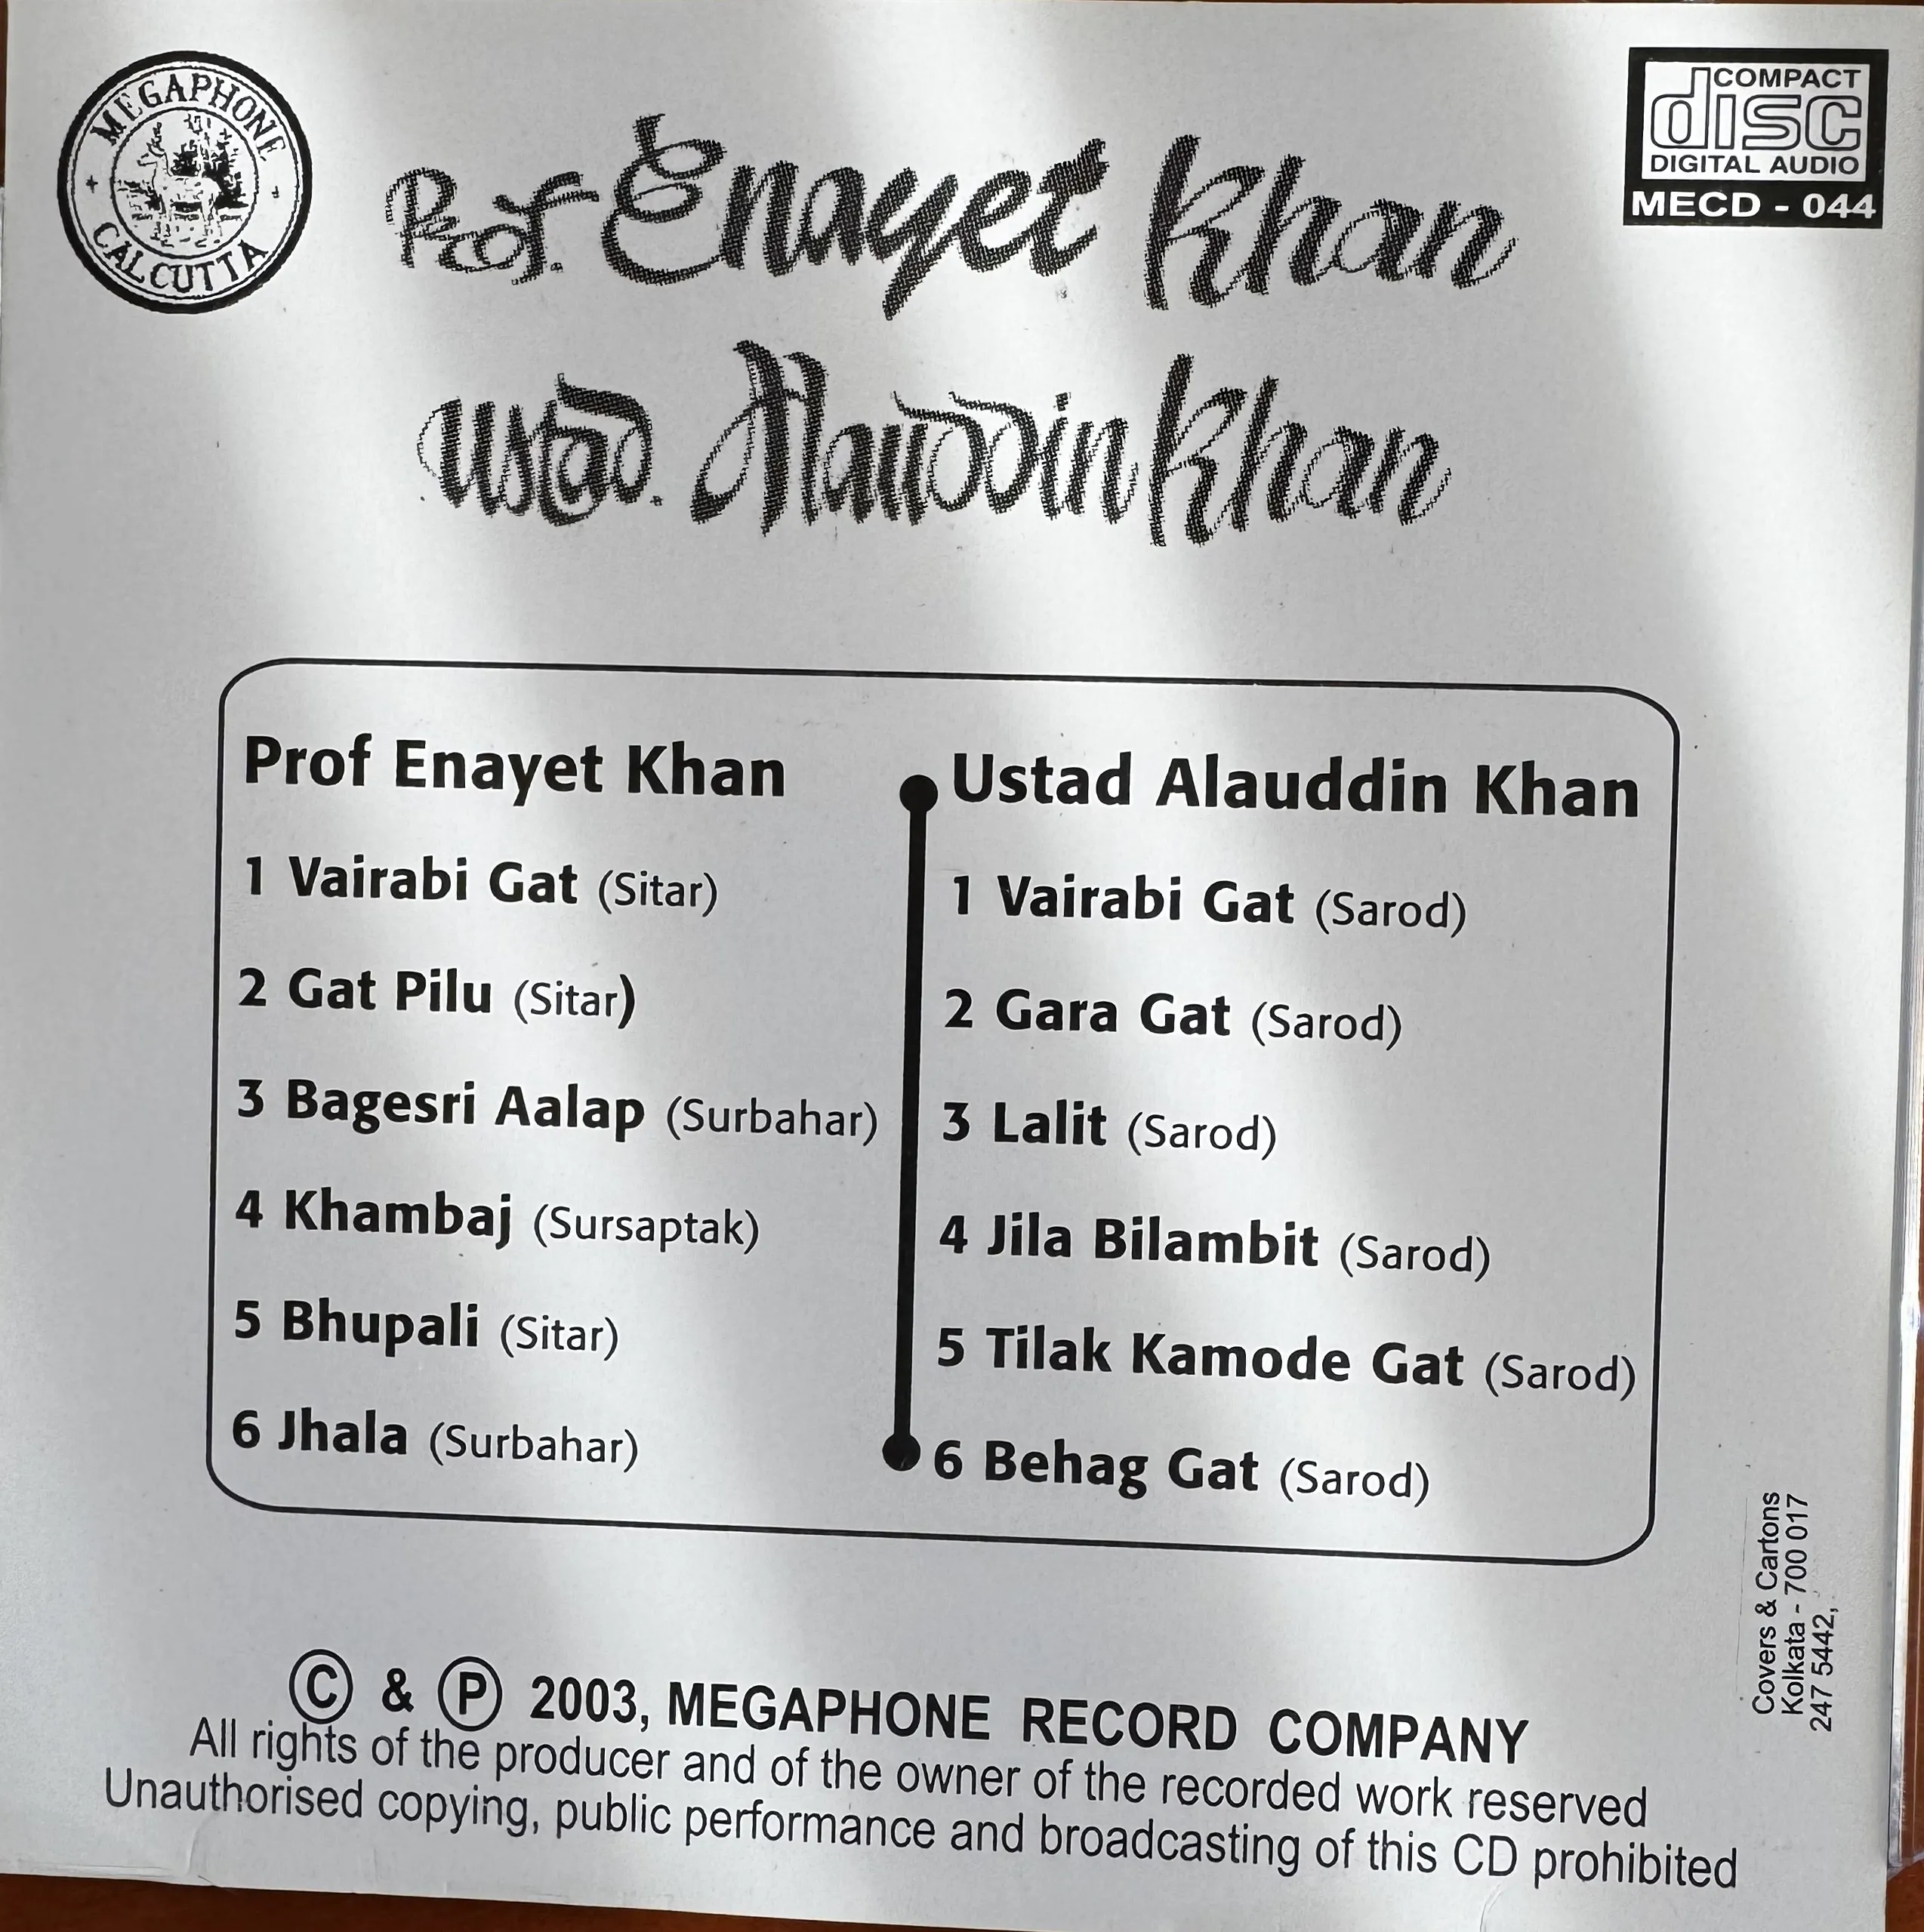 MEGAPHONE
CALCUTTA
COMPACT
disc
DIGITAL AUDIO
MECD - 044
Prof. Enayet Khan
Ustad. Alauddin Khan
Prof Enayet Khan
1 Vairabi Gat (Sitar)
2 Gat Pilu (Sitar)
3 Bagesri Aalap (Surbahar)
4 Khambaj (Sursaptak)
5 Bhupali (Sitar)
6 Jhala (Surbahar)
Ustad Alauddin Khan
1 Vairabi Gat (Sarod)
2 Gara Gat (Sarod)
3 Lalit (Sarod)
4 Jila Bilambit (Sarod)
5 Tilak Kamode Gat (Sarod)
6 Behag Gat (Sarod)
Covers & Cartons
Kolkata - 700 017
247 5442,
© & ℗ 2003, MEGAPHONE RECORD COMPANY
All rights of the producer and of the owner of the recorded work reserved
Unauthorised copying, public performance and broadcasting of this CD prohibited